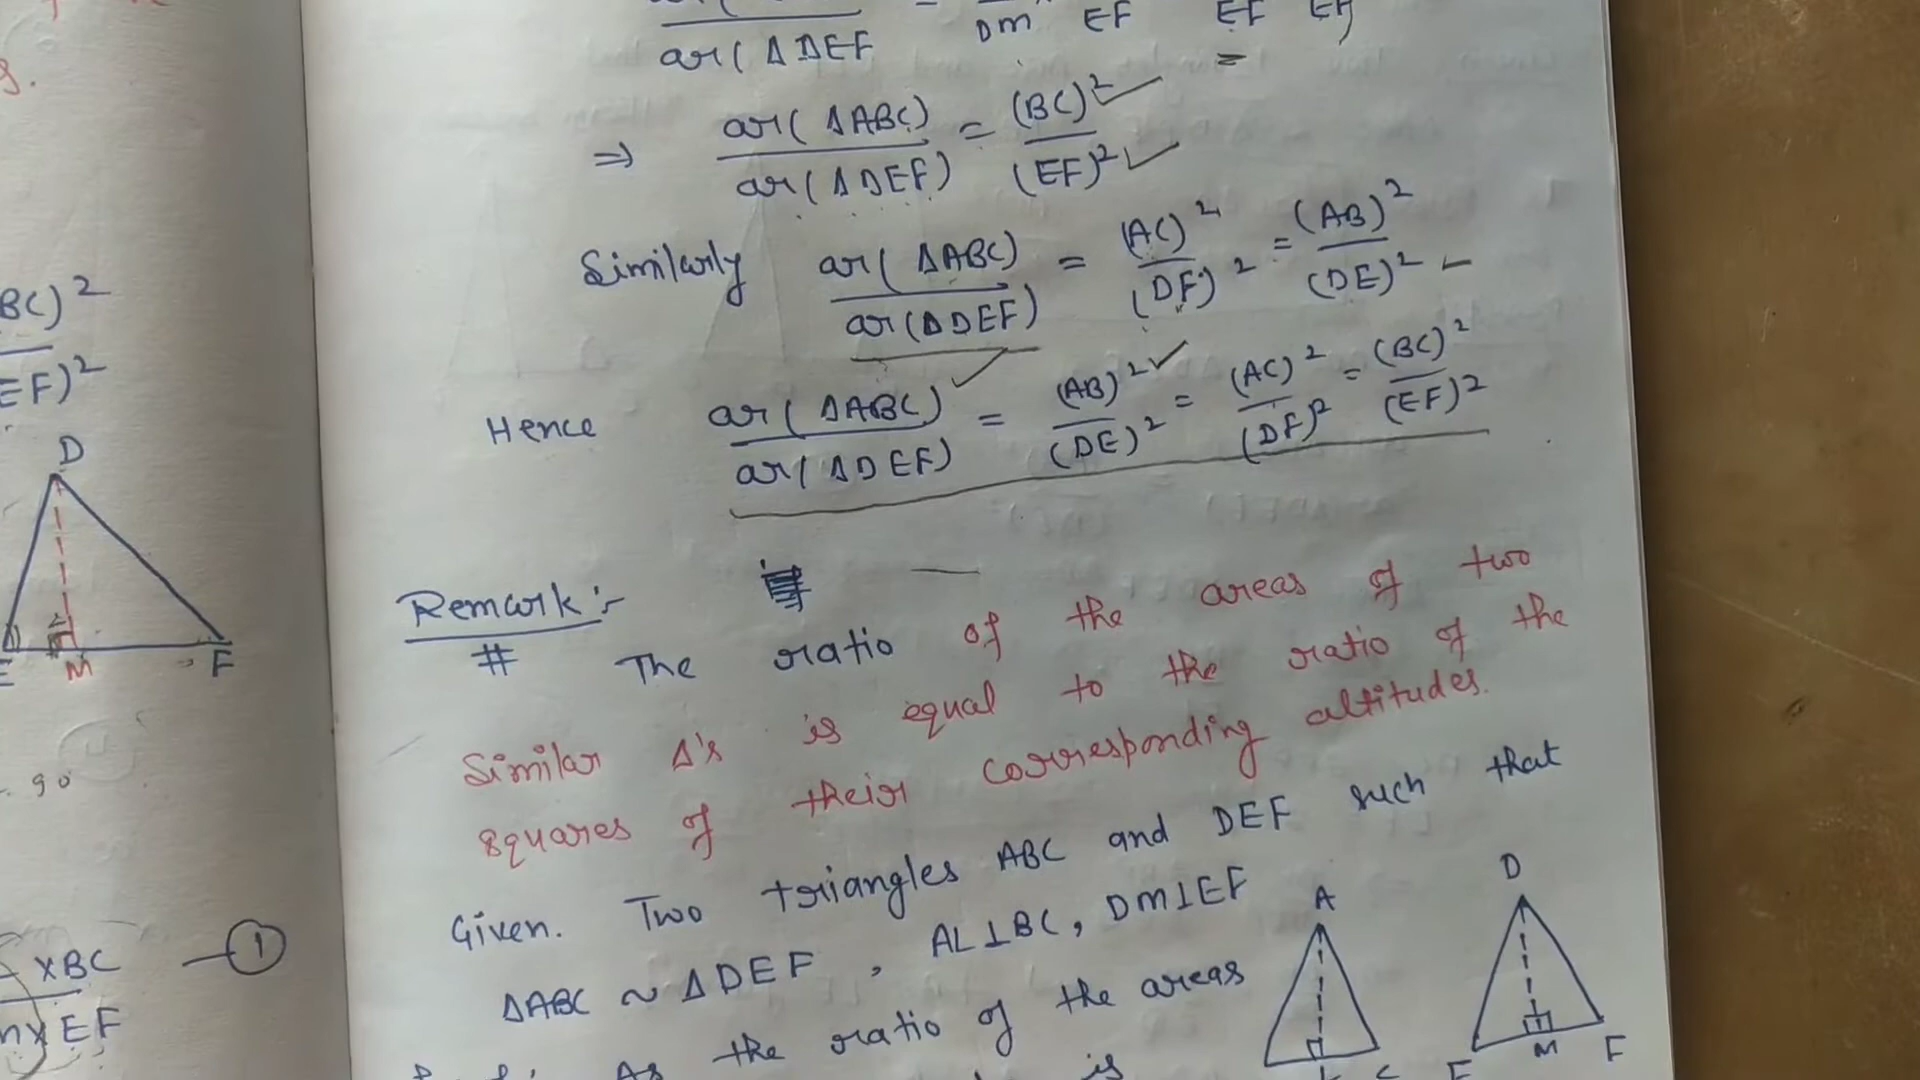 s.
BC)²
EF)²
D
E M F
90
xBC — ①
mx EF
ar(ΔDEF DM EF EF EF
=
⇒ ar(ΔABC) / ar(ΔDEF) = (BC)² / (EF)²
Similarly ar(ΔABC) / ar(ΔDEF) = (AC)² / (DF)² = (AB)² / (DE)²
Hence ar(ΔABC) / ar(ΔDEF) = (AB)² / (DE)² = (AC)² / (DF)² = (BC)² / (EF)²
Remark :-
# The ratio of the areas of two
Similar Δ's is equal to the ratio of the
squares of their corresponding altitudes.
Given. Two triangles ABC and DEF such that
ΔABC ~ ΔDEF , AL⊥BC, DM⊥EF
As the ratio of the areas
is
A
L C
D
E M F